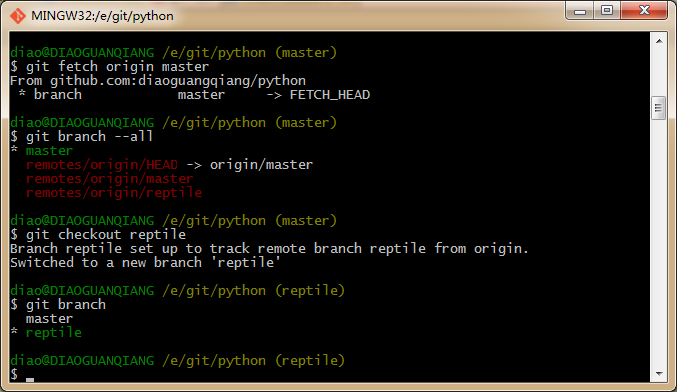 MINGW32:/e/git/python
diao@DIAOGUANQIANG /e/git/python (master)
$ git fetch origin master
From github.com:diaoguangqiang/python
 * branch            master     -> FETCH_HEAD
diao@DIAOGUANQIANG /e/git/python (master)
$ git branch --all
* master
  remotes/origin/HEAD -> origin/master
  remotes/origin/master
  remotes/origin/reptile
diao@DIAOGUANQIANG /e/git/python (master)
$ git checkout reptile
Branch reptile set up to track remote branch reptile from origin.
Switched to a new branch 'reptile'
diao@DIAOGUANQIANG /e/git/python (reptile)
$ git branch
  master
* reptile
diao@DIAOGUANQIANG /e/git/python (reptile)
$